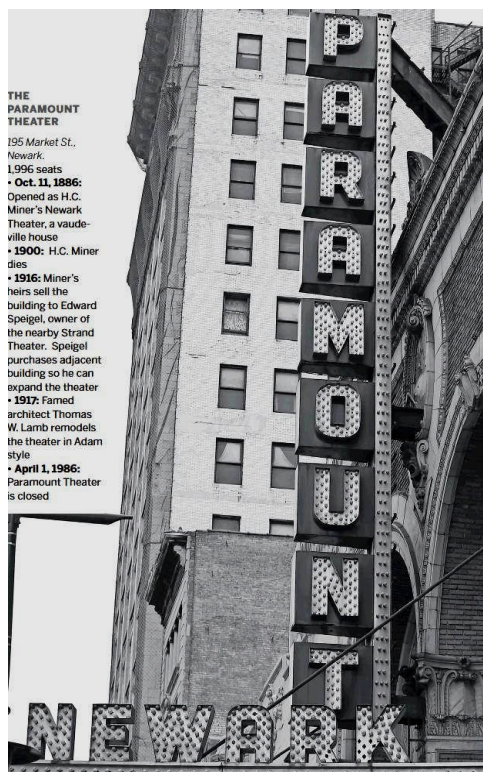 THE
PARAMOUNT
THEATER
195 Market St.,
Newark.
1,996 seats
• Oct. 11, 1886:
Opened as H.C.
Miner's Newark
Theater, a vaude-
ville house
• 1900: H.C. Miner
dies
• 1916: Miner's
heirs sell the
building to Edward
Speigel, owner of
the nearby Strand
Theater. Speigel
purchases adjacent
building so he can
expand the theater
• 1917: Famed
architect Thomas
W. Lamb remodels
the theater in Adam
style
• April 1, 1986:
Paramount Theater
is closed
PARAMOUNT
NEWARK